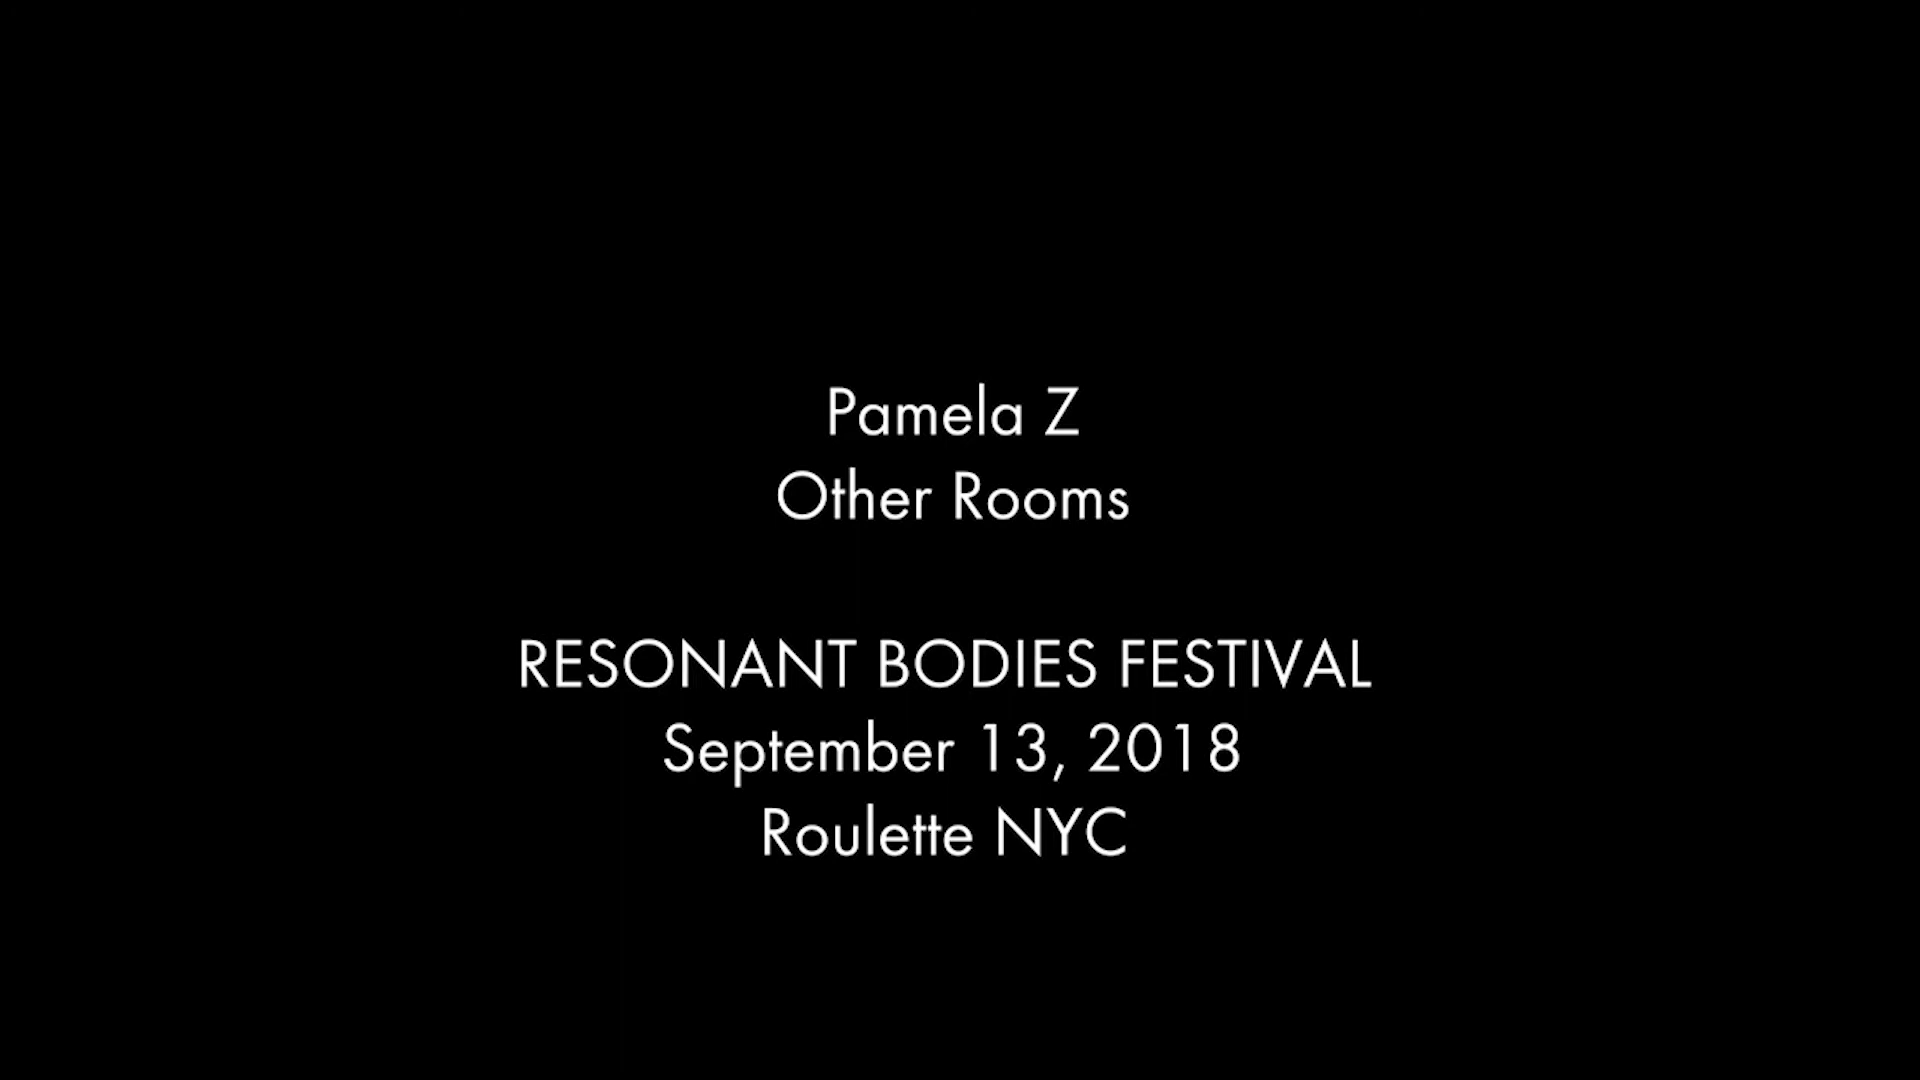 Pamela Z
Other Rooms
RESONANT BODIES FESTIVAL
September 13, 2018
Roulette NYC